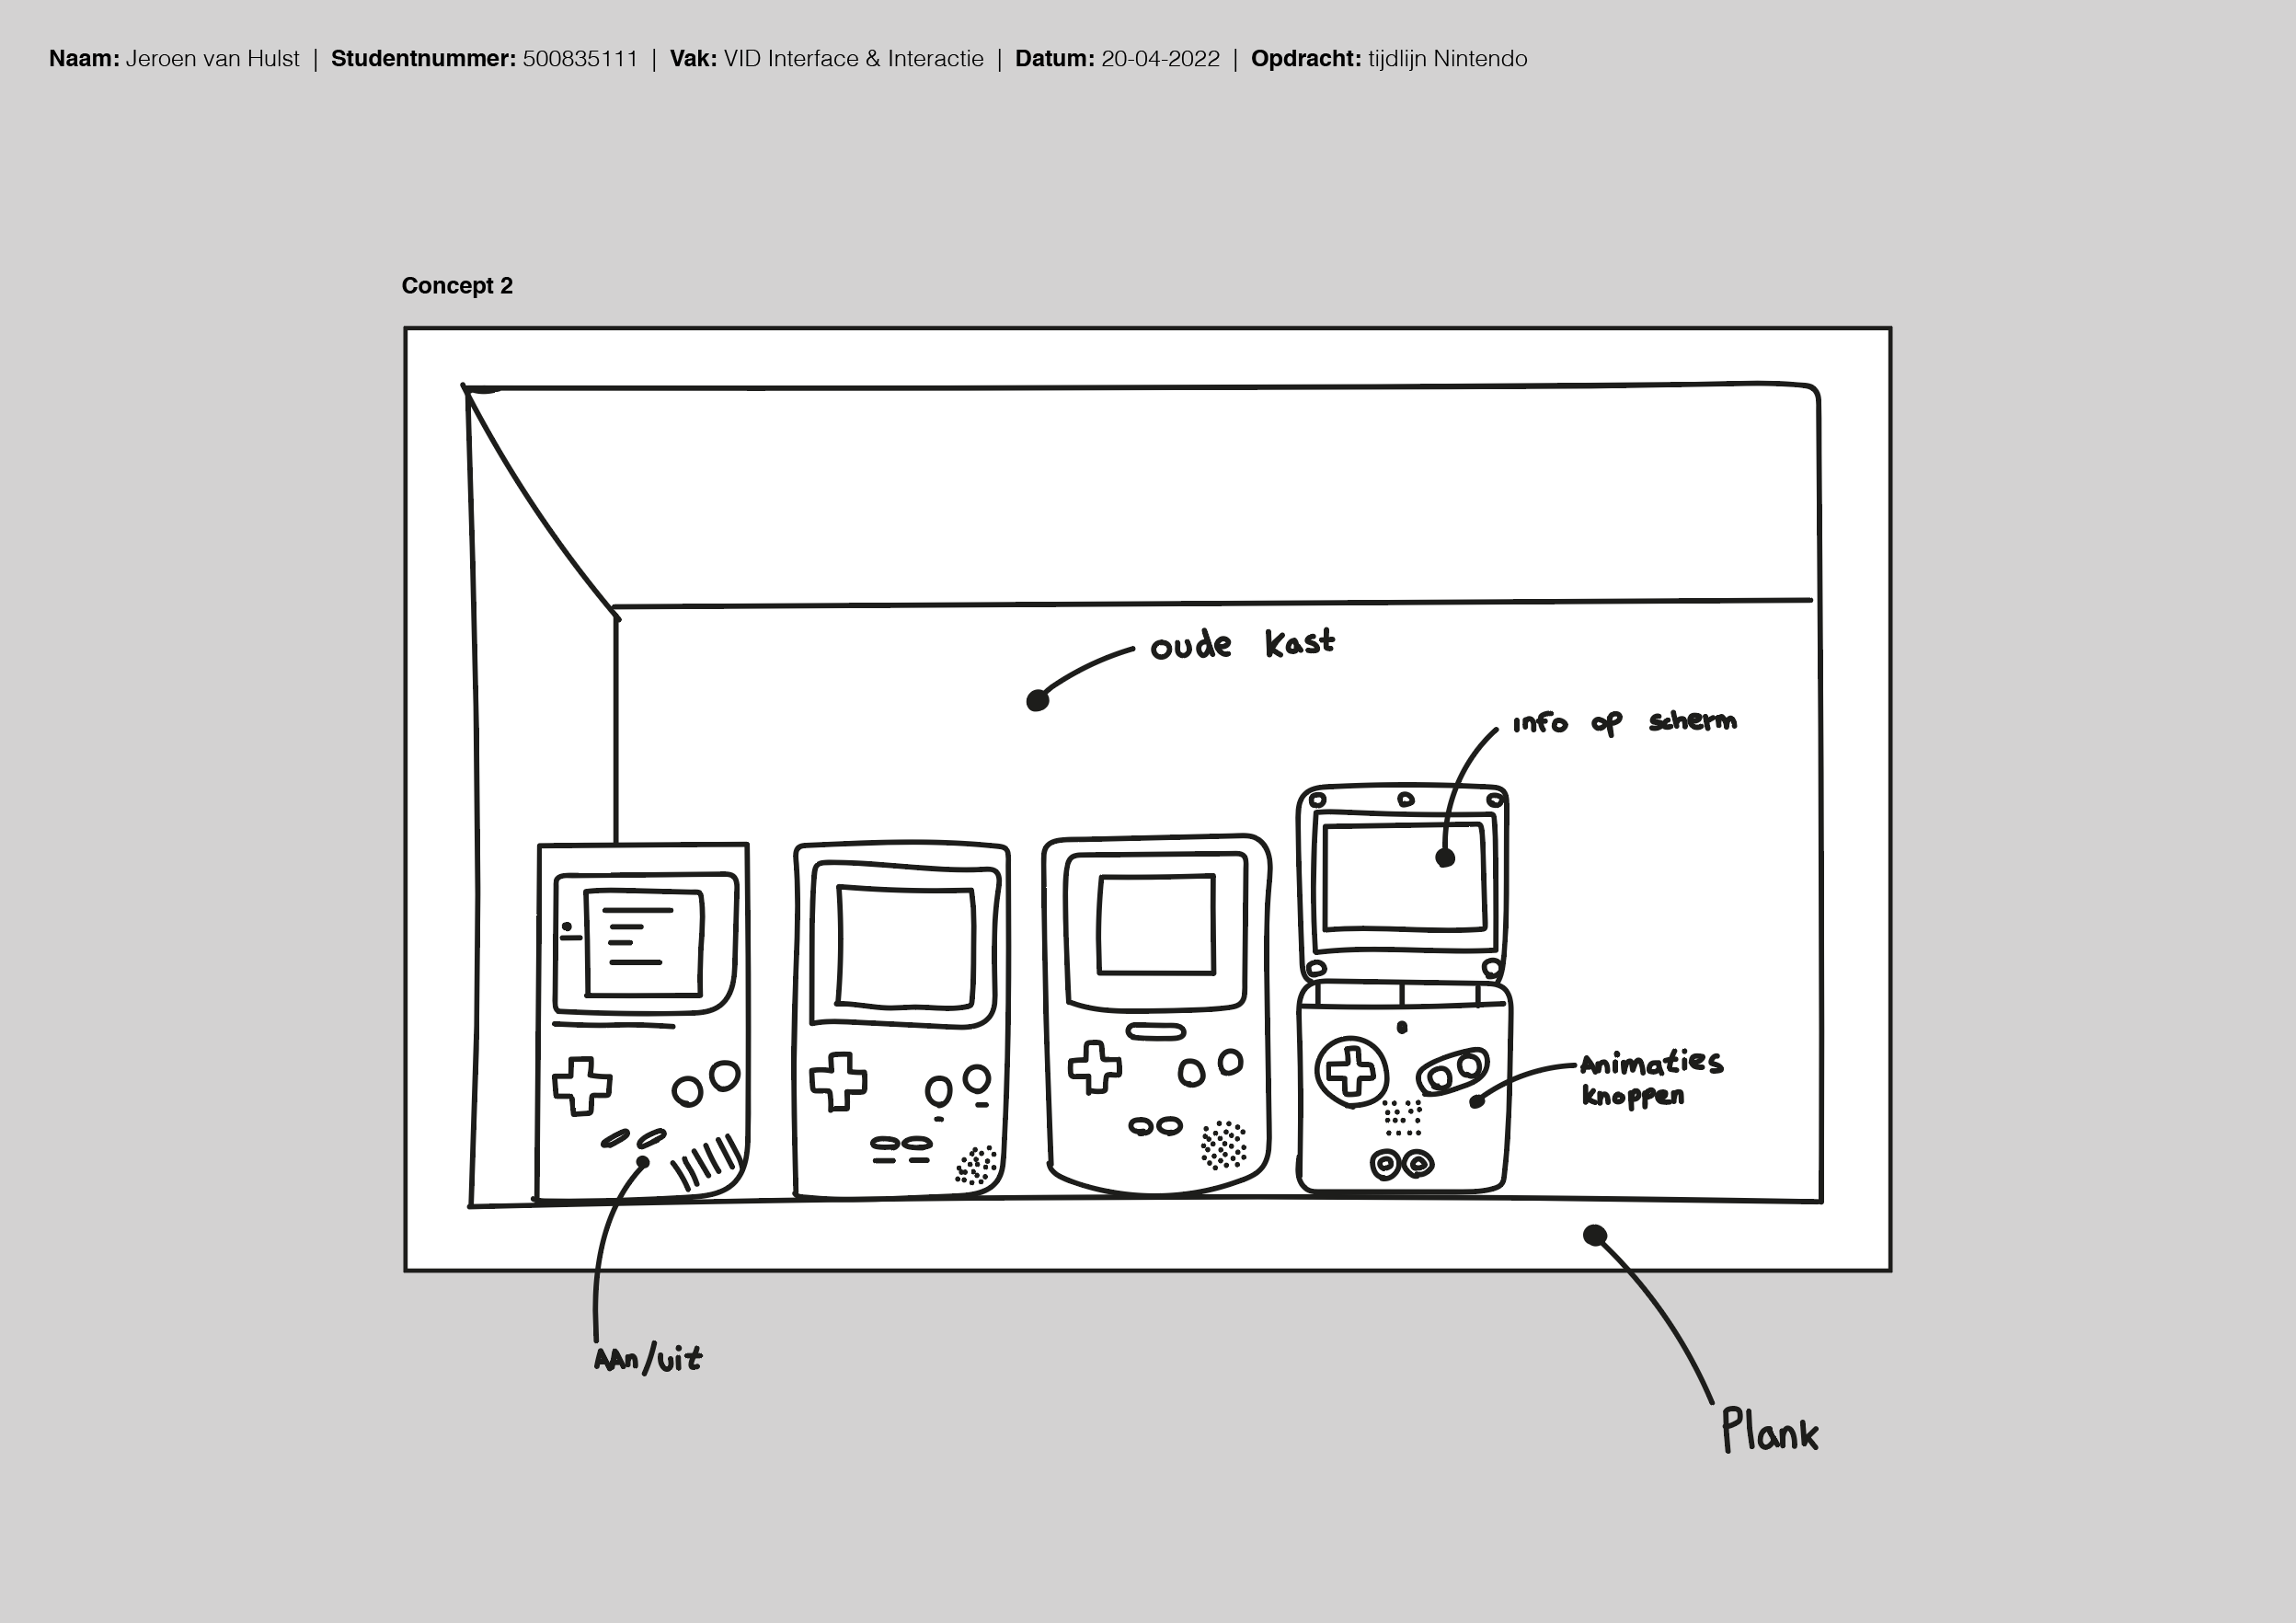 Naam: Jeroen van Hulst | Studentnummer: 500835111 | Vak: VID Interface & Interactie | Datum: 20-04-2022 | Opdracht: tijdlijn Nintendo
Concept 2
oude kast
info op scherm
Animaties
knoppen
AAn/uit
Plank